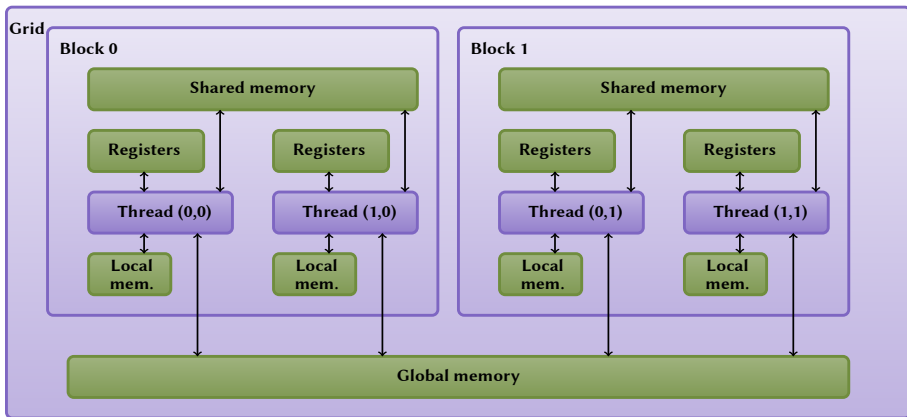 Grid
Block 0
Block 1
Shared memory
Shared memory
Registers
Registers
Registers
Registers
Thread (0,0)
Thread (1,0)
Thread (0,1)
Thread (1,1)
Local
mem.
Local
mem.
Local
mem.
Local
mem.
Global memory